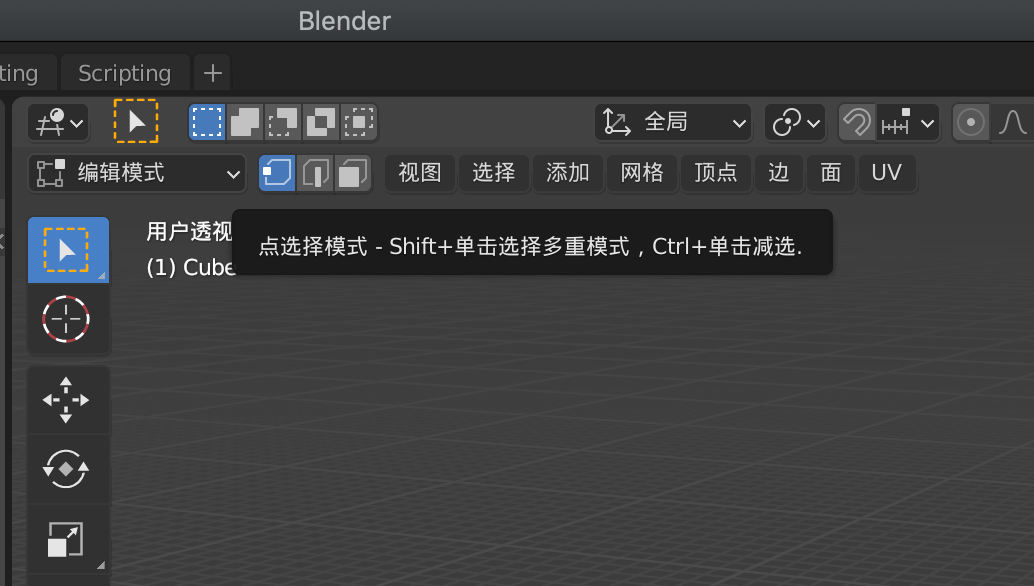 Blender
ting
Scripting
全局
编辑模式
视图 选择 添加 网格 顶点 边 面 UV
用户透视
点选择模式 - Shift+单击选择多重模式，Ctrl+单击减选.
(1) Cube